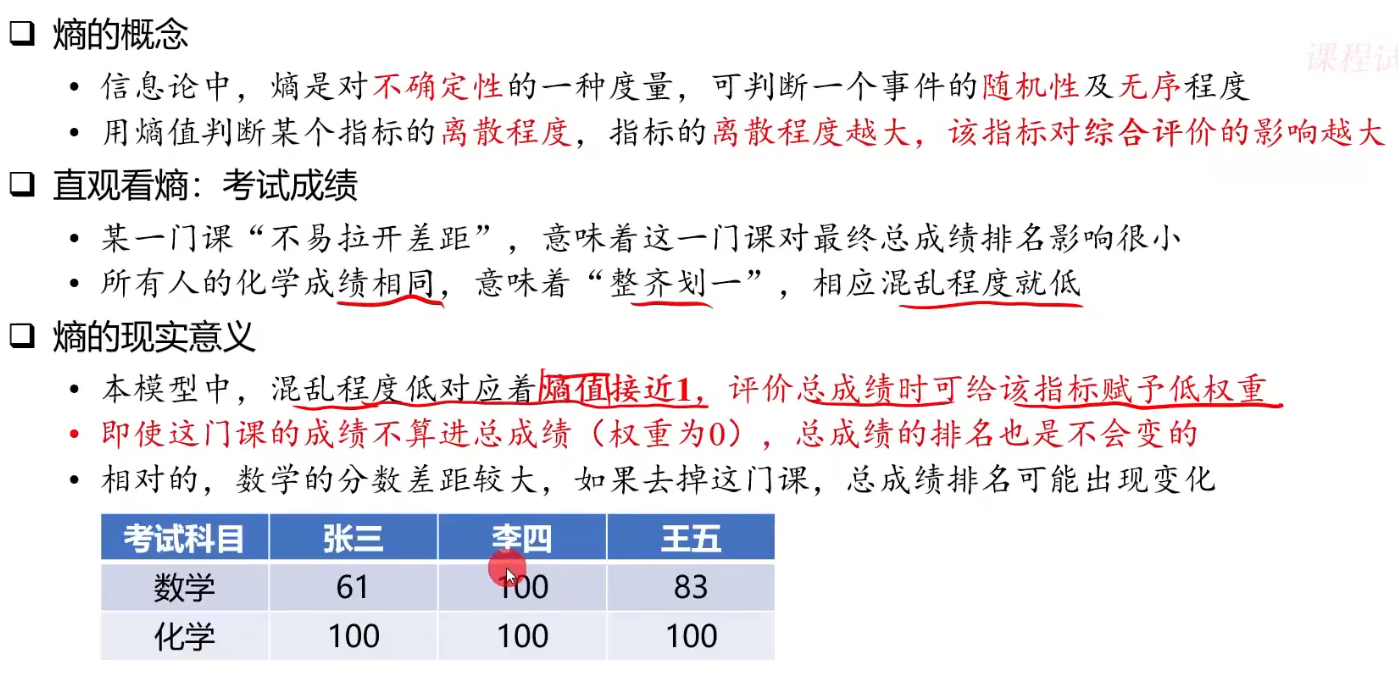 熵的概念
课程试
• 信息论中，熵是对不确定性的一种度量，可判断一个事件的随机性及无序程度
• 用熵值判断某个指标的离散程度，指标的离散程度越大，该指标对综合评价的影响越大
直观看熵：考试成绩
• 某一门课“不易拉开差距”，意味着这一门课对最终总成绩排名影响很小
• 所有人的化学成绩相同，意味着“整齐划一”，相应混乱程度就低
熵的现实意义
• 本模型中，混乱程度低对应着熵值接近1，评价总成绩时可给该指标赋予低权重
• 即使这门课的成绩不算进总成绩（权重为0），总成绩的排名也是不会变的
• 相对的，数学的分数差距较大，如果去掉这门课，总成绩排名可能出现变化
考试科目 张三 李四 王五
数学 61 100 83
化学 100 100 100